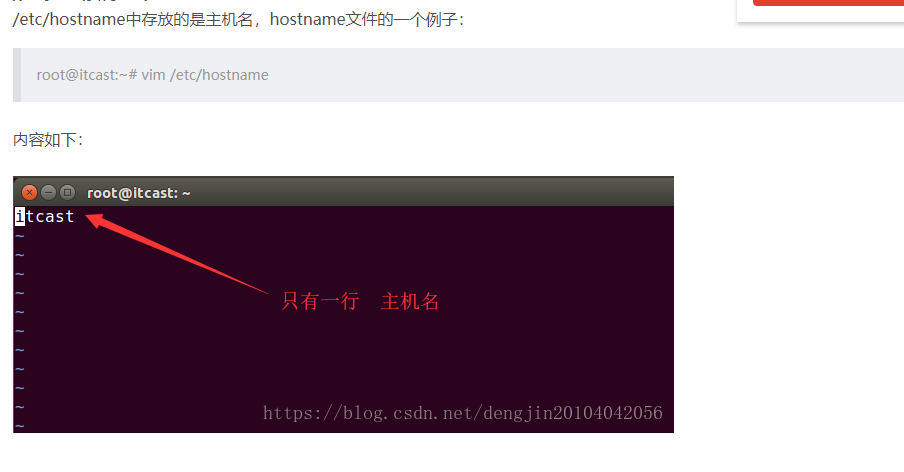 /etc/hostname中存放的是主机名，hostname文件的一个例子：
root@itcast:~# vim /etc/hostname
内容如下：
root@itcast: ~
itcast
~
~
~
~
~
~
~
~
~
~
~
只有一行 主机名
https://blog.csdn.net/dengjin20104042056